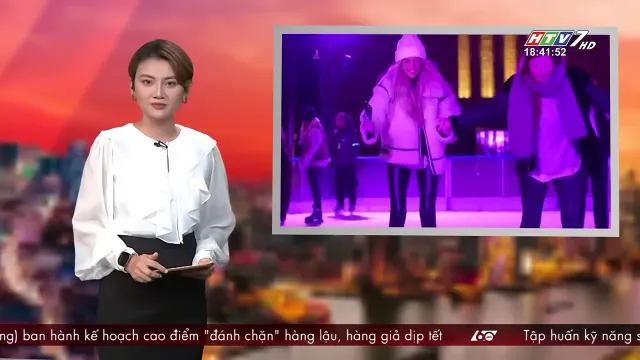 HTV7 HD
18:41:52
ng) ban hành kế hoạch cao điểm "đánh chặn" hàng lậu, hàng giả dịp tết 60 Tập huấn kỹ năng s